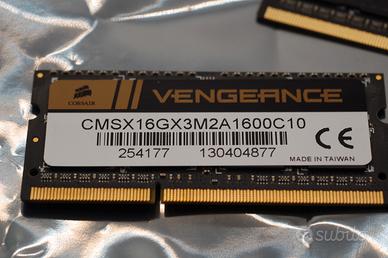 CORSAIR
VENGEANCE
CMSX16GX3M2A1600C10
254177 130404877
MADE IN TAIWAN
CE
subito